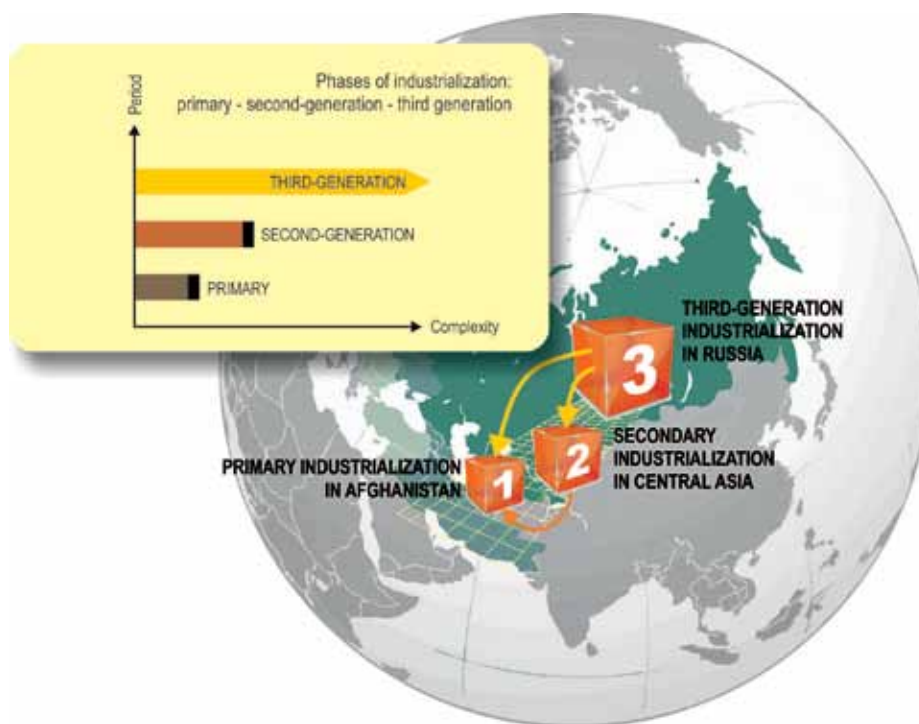 Phases of industrialization:
primary - second-generation - third generation
Period
THIRD-GENERATION
SECOND-GENERATION
PRIMARY
Complexity
THIRD-GENERATION
INDUSTRIALIZATION
IN RUSSIA
3
SECONDARY
INDUSTRIALIZATION
IN CENTRAL ASIA
2
PRIMARY INDUSTRIALIZATION
IN AFGHANISTAN
1